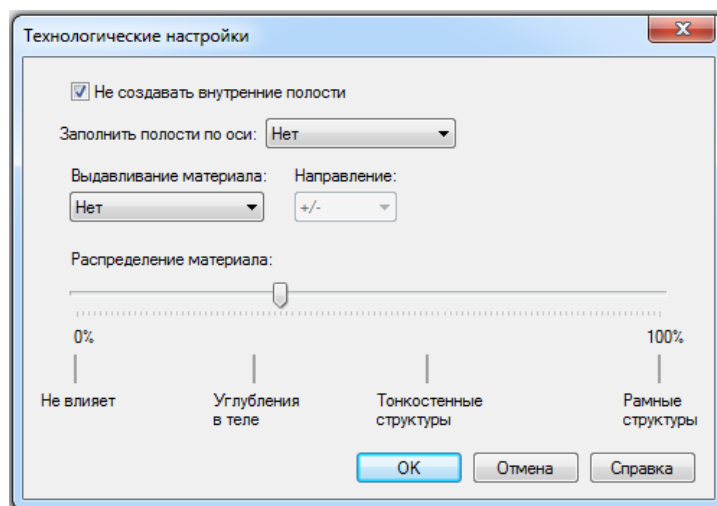 Технологические настройки
Не создавать внутренние полости
Заполнить полости по оси: Нет
Выдавливание материала: Направление:
Нет +/-
Распределение материала:
0% 100%
Не влияет Углубления Тонкостенные Рамные
в теле структуры структуры
OK Отмена Справка